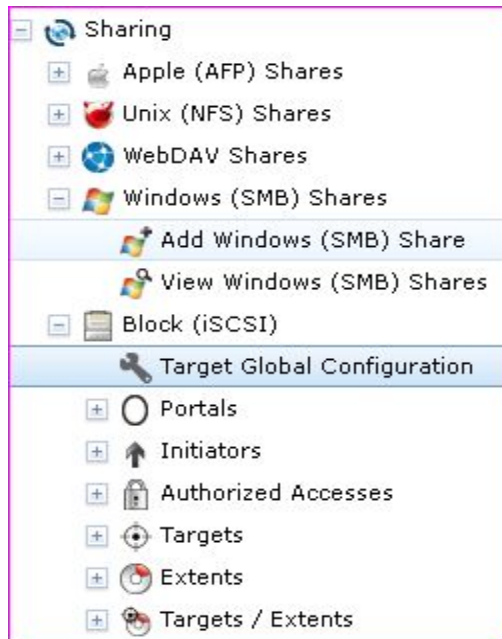 Sharing
Apple (AFP) Shares
Unix (NFS) Shares
WebDAV Shares
Windows (SMB) Shares
Add Windows (SMB) Share
View Windows (SMB) Shares
Block (iSCSI)
Target Global Configuration
Portals
Initiators
Authorized Accesses
Targets
Extents
Targets / Extents